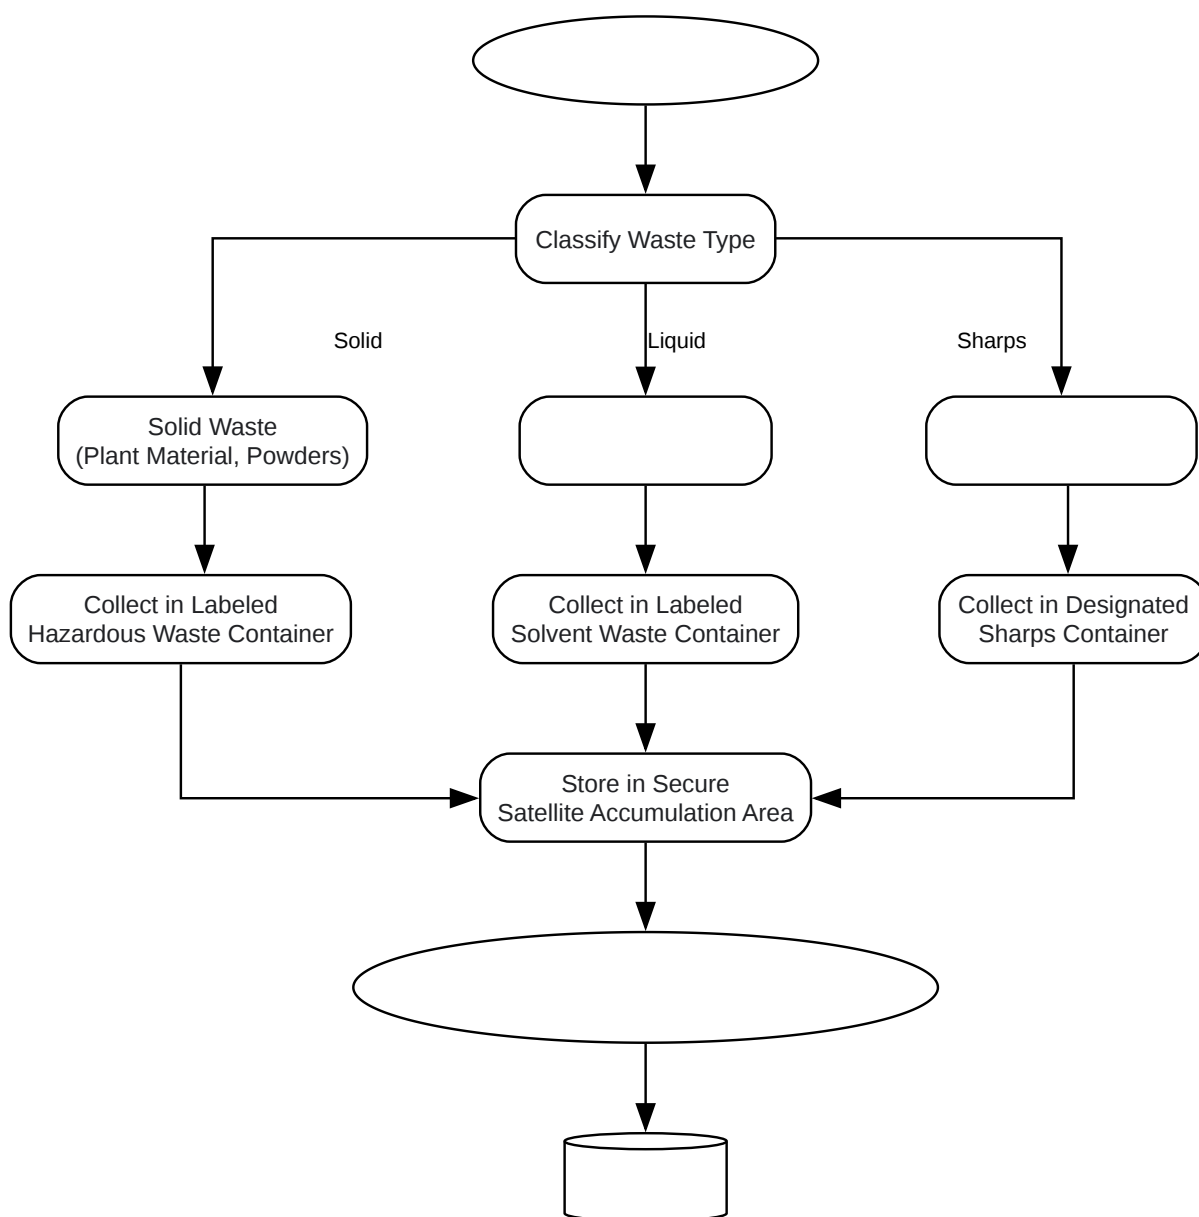 Classify Waste Type
Solid
Liquid
Sharps
Solid Waste
(Plant Material, Powders)
Collect in Labeled
Hazardous Waste Container
Collect in Labeled
Solvent Waste Container
Collect in Designated
Sharps Container
Store in Secure
Satellite Accumulation Area